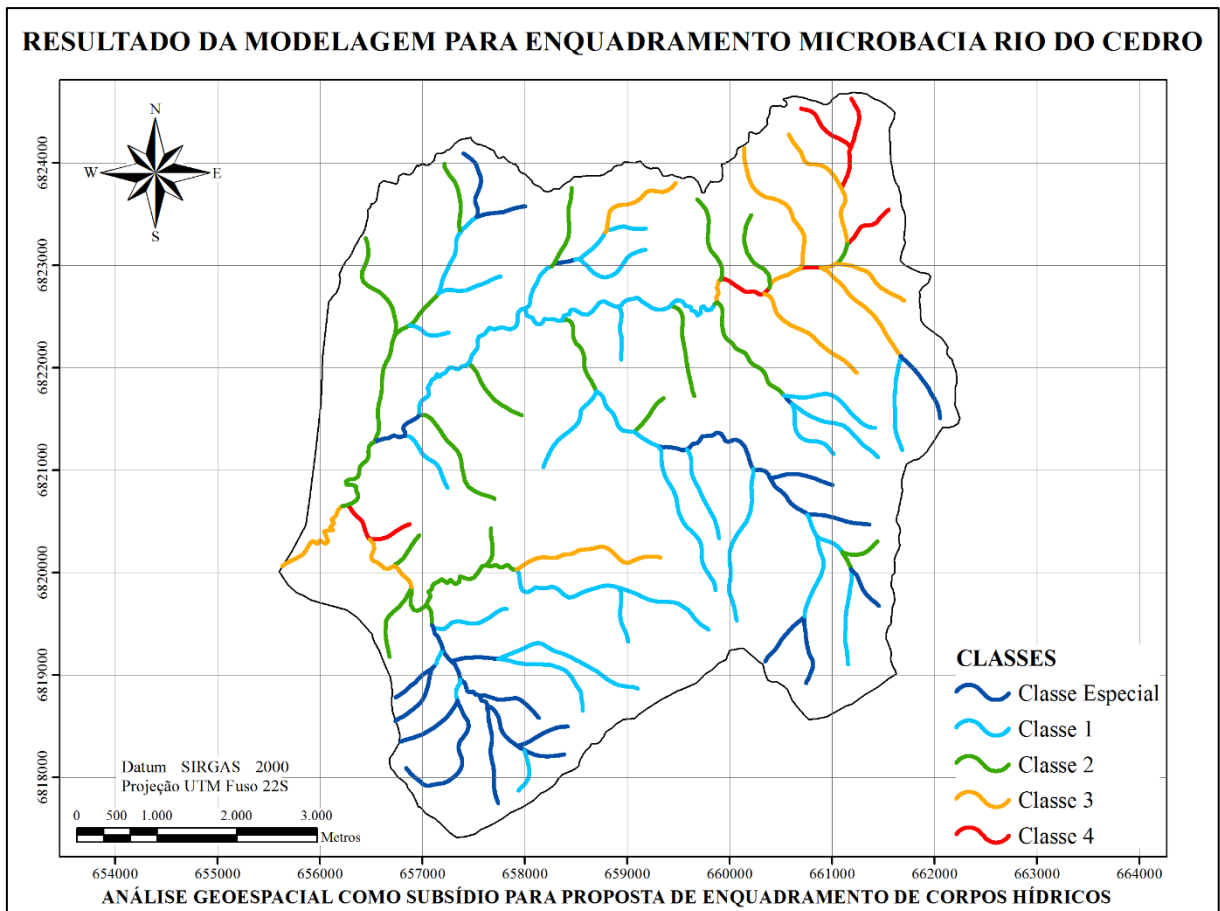 RESULTADO DA MODELAGEM PARA ENQUADRAMENTO MICROBACIA RIO DO CEDRO
N
W
E
S
6824000
6823000
6822000
6821000
6820000
6819000
6818000
CLASSES
Classe Especial
Classe 1
Classe 2
Classe 3
Classe 4
Datum SIRGAS 2000
Projeção UTM Fuso 22S
0 500 1.000 2.000 3.000
Metros
654000 655000 656000 657000 658000 659000 660000 661000 662000 663000 664000
ANÁLISE GEOESPACIAL COMO SUBSÍDIO PARA PROPOSTA DE ENQUADRAMENTO DE CORPOS HÍDRICOS